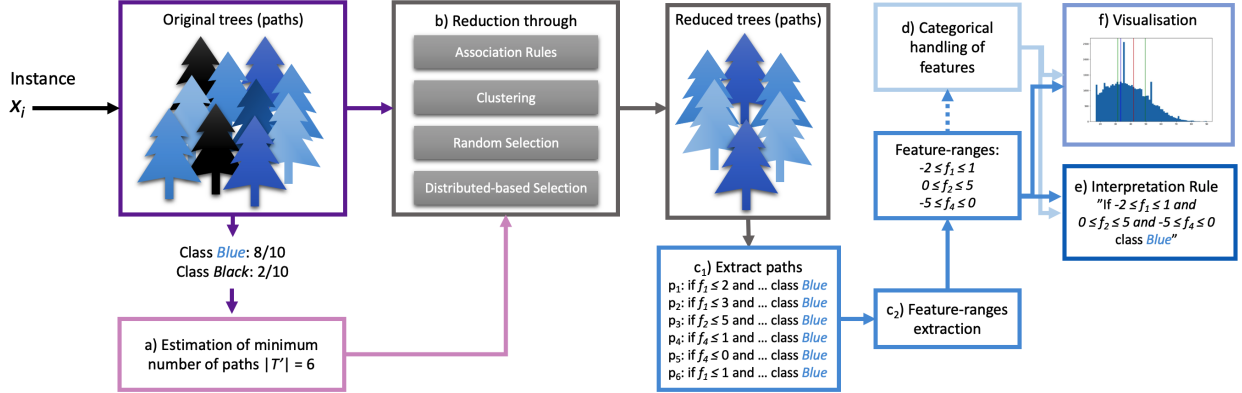 Instance
xi
Original trees (paths)
Class Blue: 8/10
Class Black: 2/10
a) Estimation of minimum
number of paths |T'| = 6
b) Reduction through
Association Rules
Clustering
Random Selection
Distributed-based Selection
Reduced trees (paths)
c1) Extract paths
p1: if f1 ≤ 2 and ... class Blue
p2: if f1 ≤ 3 and ... class Blue
p3: if f2 ≤ 5 and ... class Blue
p4: if f4 ≤ 1 and ... class Blue
p5: if f4 ≤ 0 and ... class Blue
p6: if f1 ≤ 1 and ... class Blue
c2) Feature-ranges
extraction
Feature-ranges:
-2 ≤ f1 ≤ 1
0 ≤ f2 ≤ 5
-5 ≤ f4 ≤ 0
d) Categorical
handling of
features
f) Visualisation
e) Interpretation Rule
"If -2 ≤ f1 ≤ 1 and
0 ≤ f2 ≤ 5 and -5 ≤ f4 ≤ 0
class Blue"